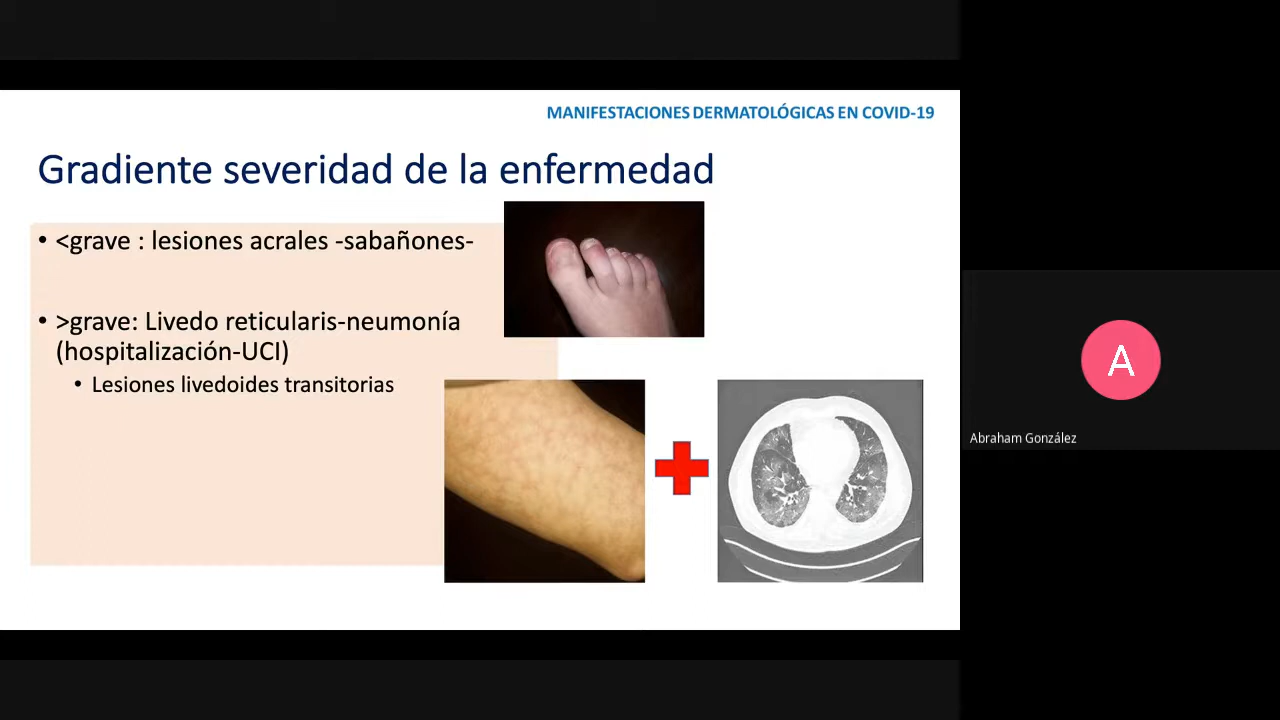 MANIFESTACIONES DERMATOLÓGICAS EN COVID-19
Gradiente severidad de la enfermedad
• <grave : lesiones acrales -sabañones-
• >grave: Livedo reticularis-neumonía
(hospitalización-UCI)
• Lesiones livedoides transitorias
A
Abraham González